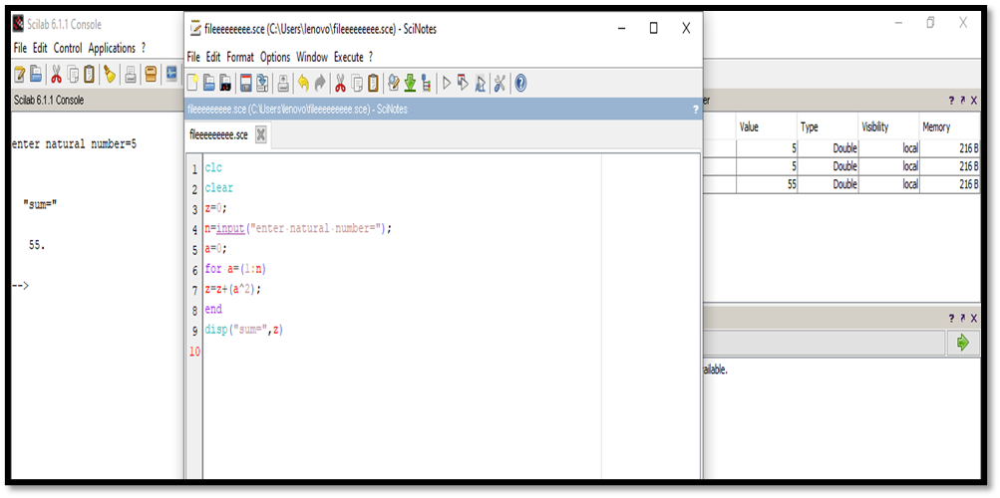 Scilab 6.1.1 Console
File Edit Control Applications ?
Scilab 6.1.1 Console
enter natural number=5
"sum="
55.
-->
fileeeeeeeee.sce (C:\Users\lenovo\fileeeeeeeee.sce) - SciNotes
File Edit Format Options Window Execute ?
fileeeeeeeee.sce (C:\Users\lenovo\fileeeeeeeee.sce) - SciNotes ?
fileeeeeeeee.sce
1 clc
2 clear
3 z=0;
4 n=input("enter natural number=");
5 a=0;
6 for a=(1:n)
7 z=z+(a^2);
8 end
9 disp("sum=",z)
10
er ? X
Value Type Visibility Memory
5 Double local 216 B
5 Double local 216 B
55 Double local 216 B
? X
ailable.